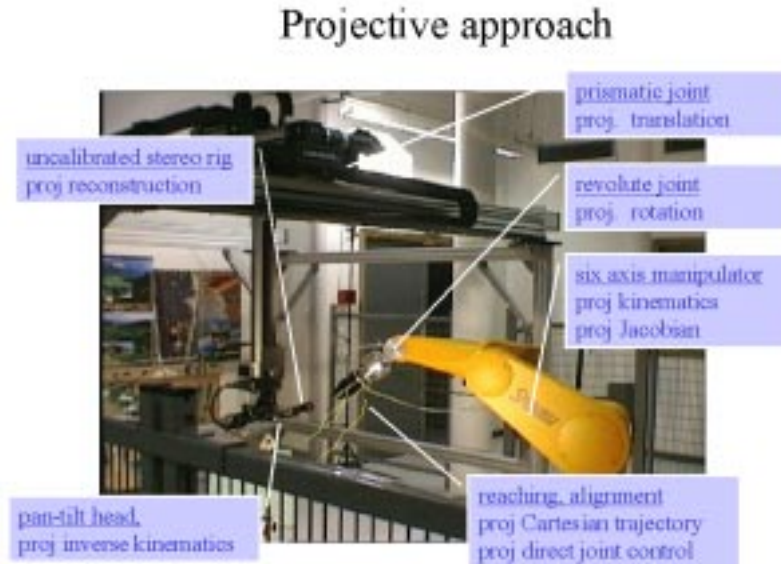 Projective approach
prismatic joint
proj. translation
uncalibrated stereo rig
proj reconstruction
revolute joint
proj. rotation
six axis manipulator
proj kinematics
proj Jacobian
reaching, alignment
proj Cartesian trajectory
proj direct joint control
pan-tilt head,
proj inverse kinematics